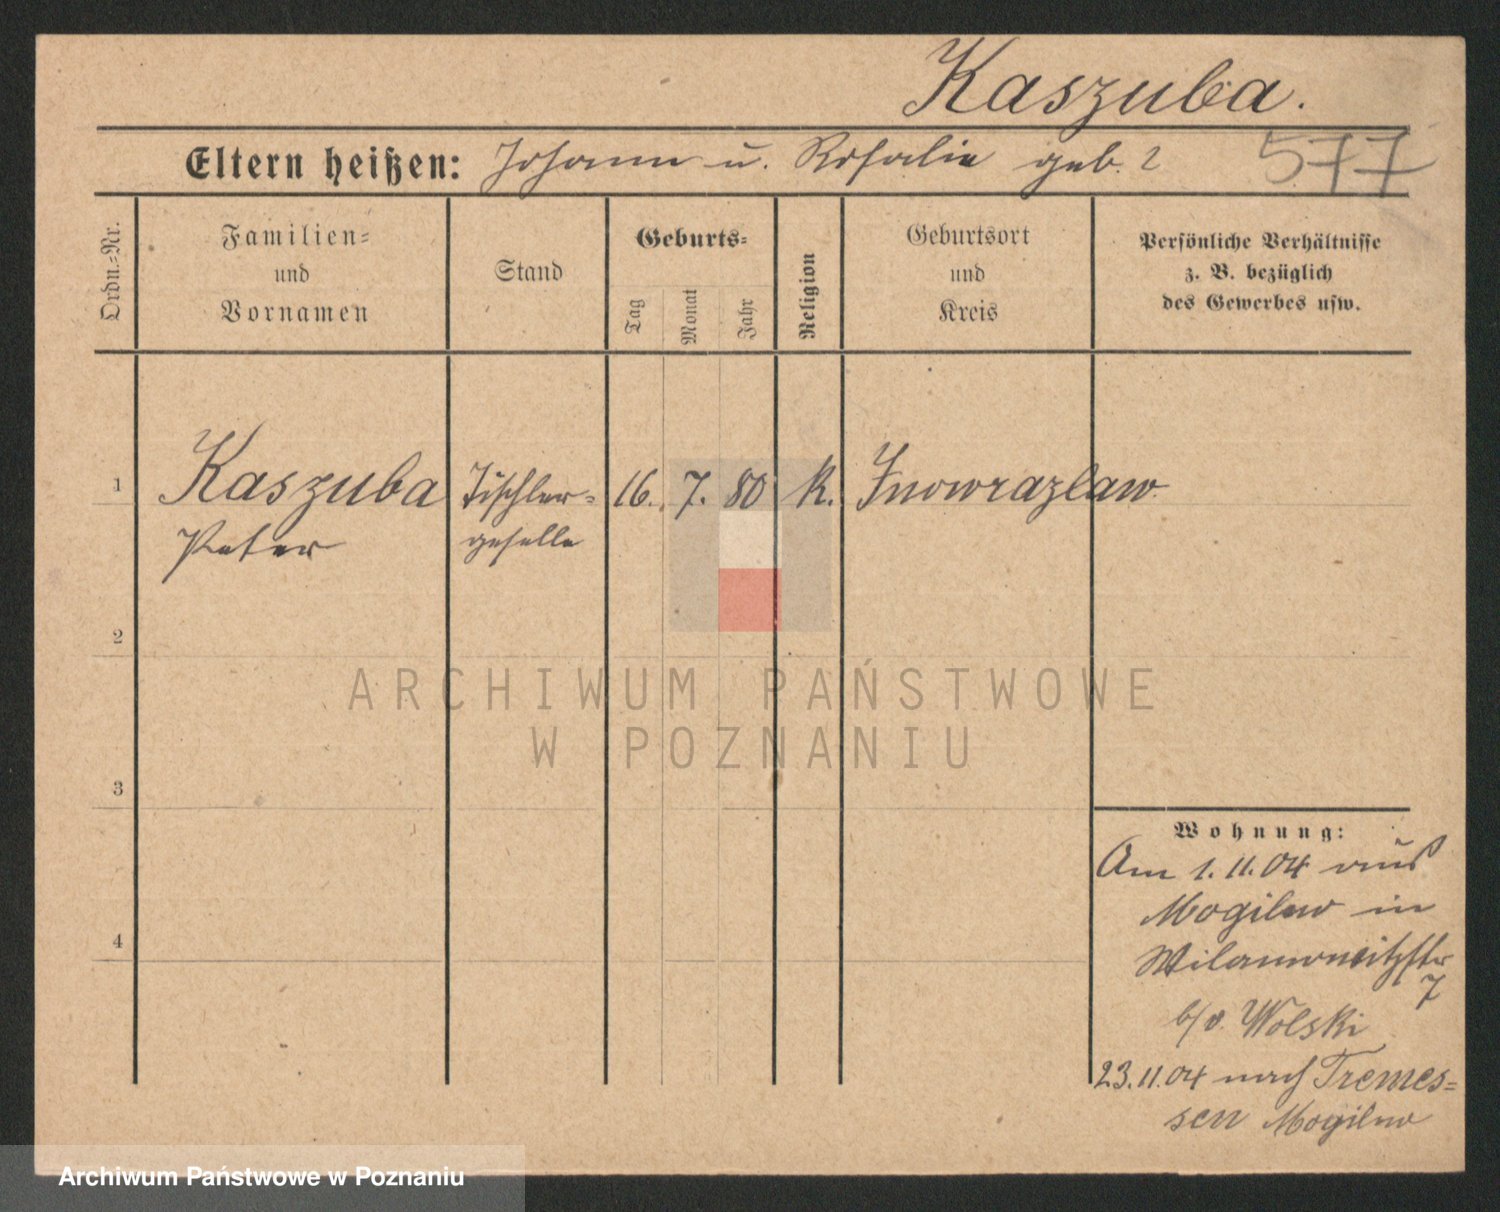 Kaszuba.
Eltern heißen: Johann u. Rosalie geb. ?
577
Ordn.=Nr.
Familien=
und
Vornamen
Stand
Geburts=
Tag
Monat
Jahr
Religion
Geburtsort
und
Kreis
Persönliche Verhältnisse
z. B. bezüglich
des Gewerbes usw.
1 Kaszuba Tischler= 16. 7. 80 K. Inowrazlaw
Peter geselle
2
3
4
Wohnung:
Am 1.11.04 aus
Mogilno in
Wilamowitzstr
7
b/d. Wolski
23.11.04 nach Tremes=
sen Mogilno
ARCHIWUM PAŃSTWOWE
W POZNANIU
Archiwum Państwowe w Poznaniu